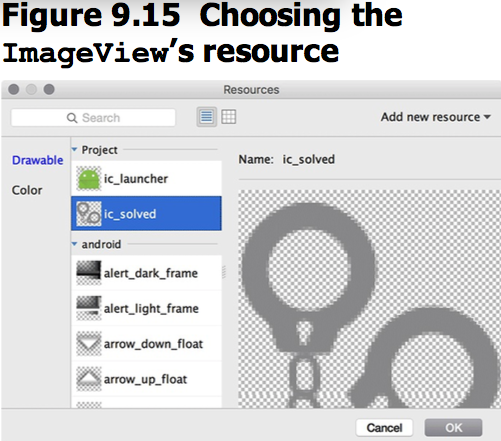 Figure 9.15 Choosing the
ImageView’s resource
Resources
Search
Add new resource
Drawable
Color
Project
ic_launcher
ic_solved
android
alert_dark_frame
alert_light_frame
arrow_down_float
arrow_up_float
Name: ic_solved
Cancel
OK